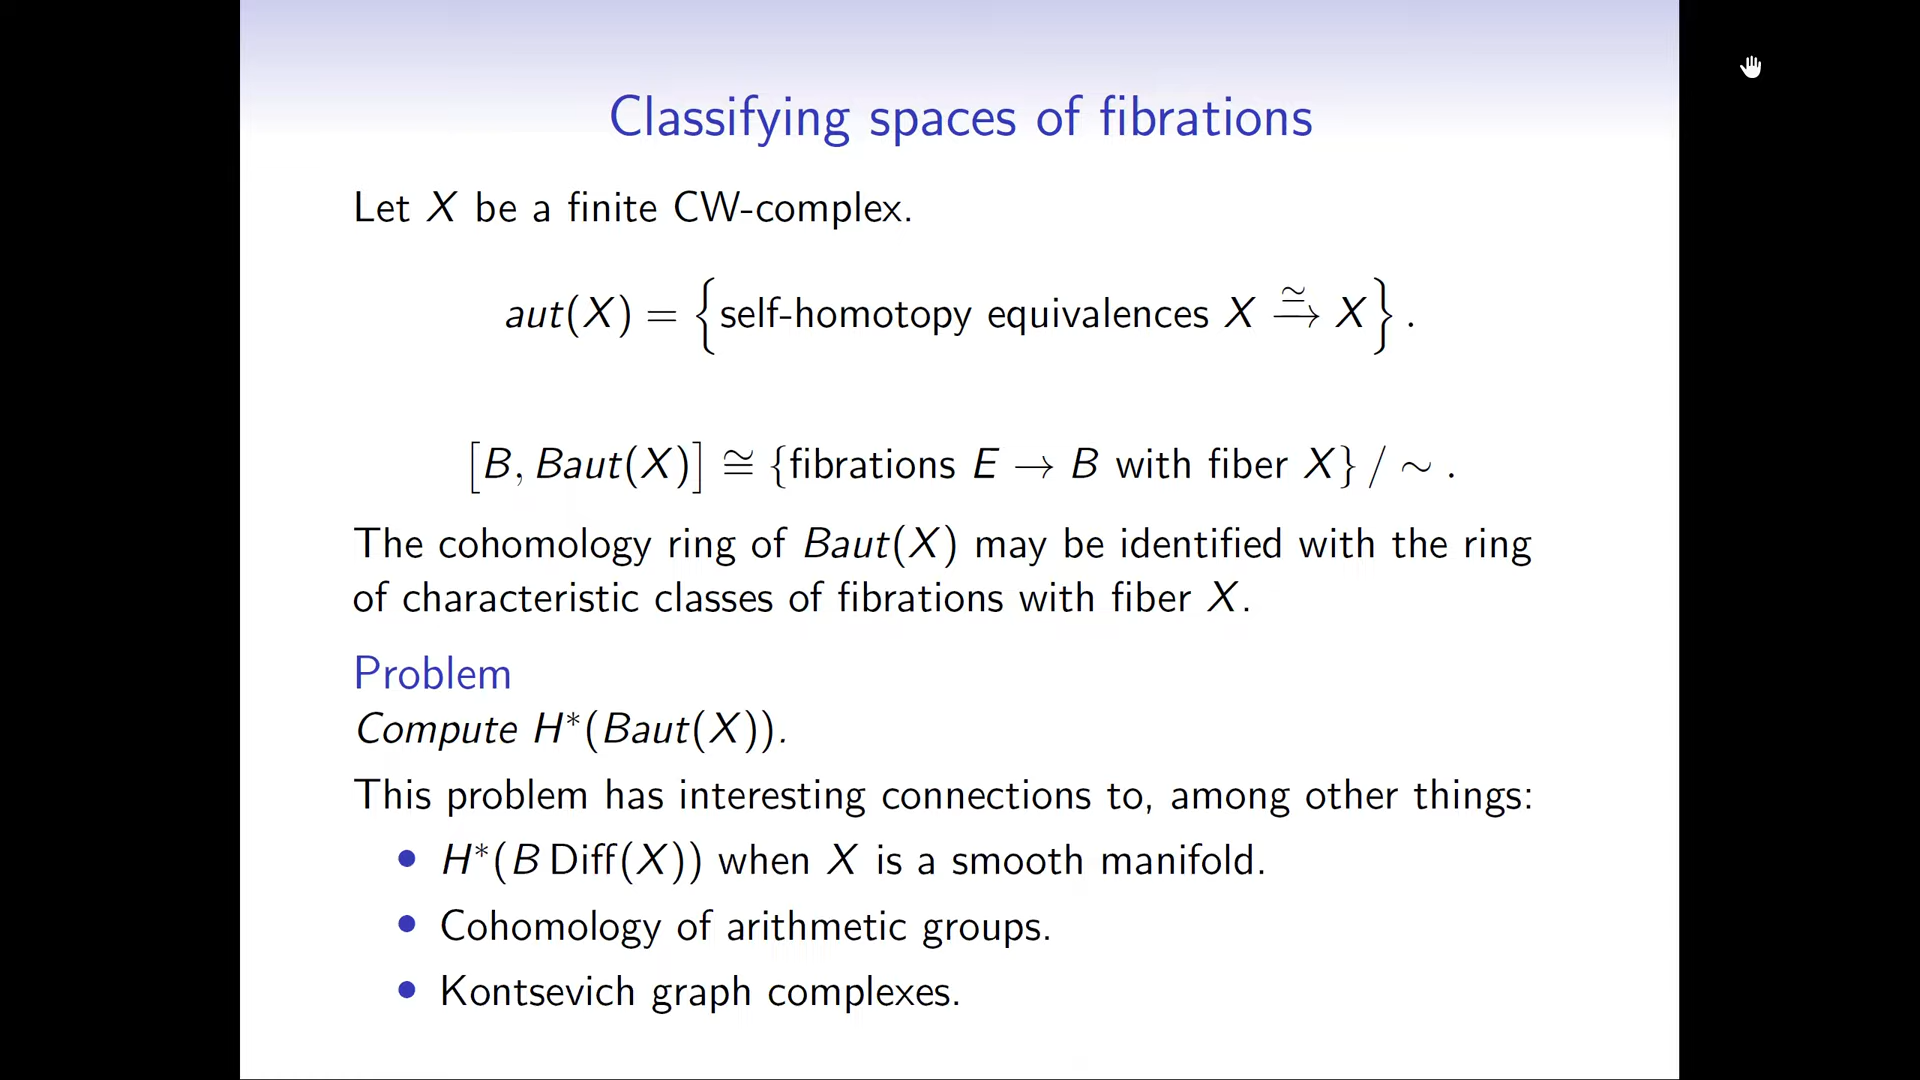 Classifying spaces of fibrations
Let X be a finite CW-complex.
aut(X) = {self-homotopy equivalences X ≃→ X} .
[B, Baut(X)] ≅ {fibrations E → B with fiber X} / ∼ .
The cohomology ring of Baut(X) may be identified with the ring
of characteristic classes of fibrations with fiber X.
Problem
Compute H*(Baut(X)).
This problem has interesting connections to, among other things:
• H*(B Diff(X)) when X is a smooth manifold.
• Cohomology of arithmetic groups.
• Kontsevich graph complexes.